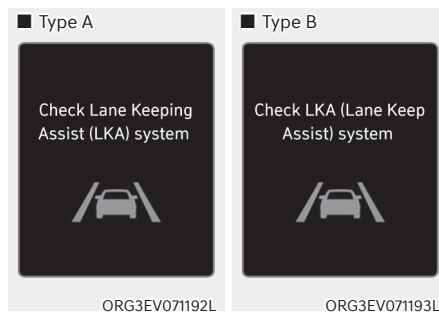 ■ Type A
Check Lane Keeping
Assist (LKA) system
ORG3EV071192L
■ Type B
Check LKA (Lane Keep
Assist) system
ORG3EV071193L